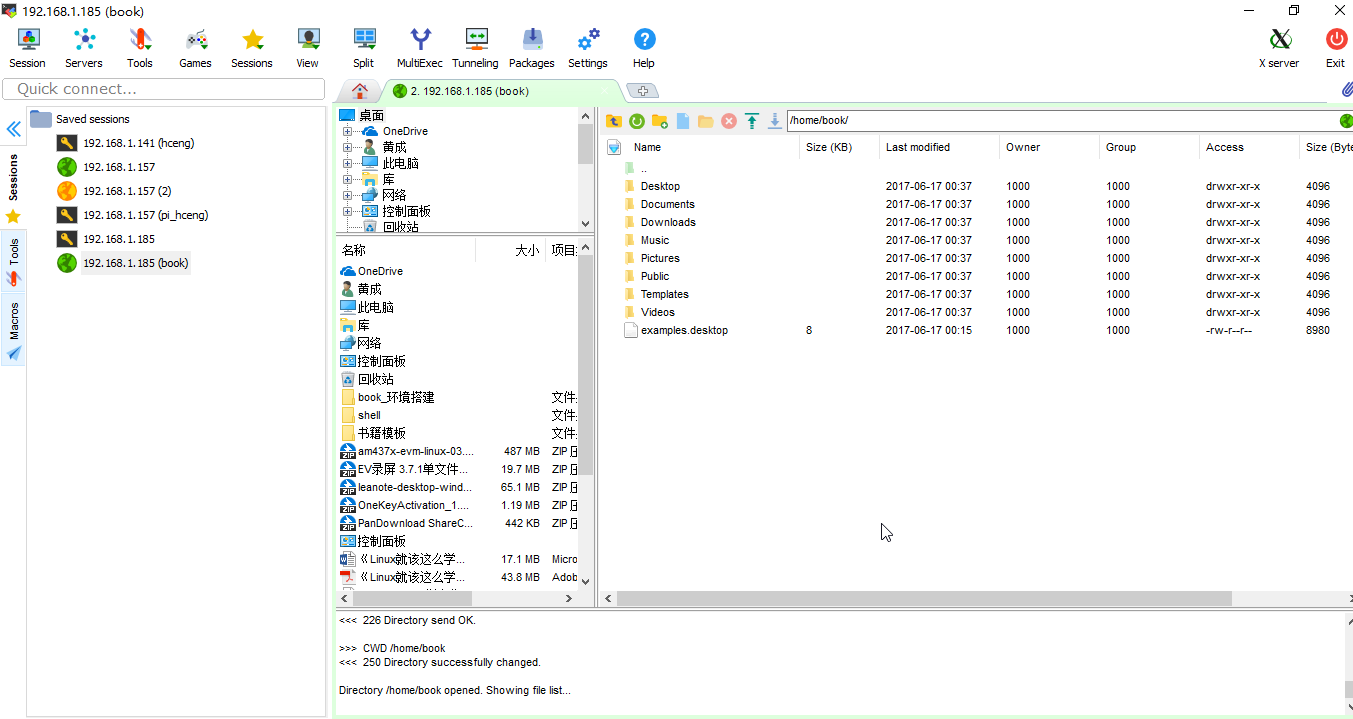 192.168.1.185 (book)
Session Servers Tools Games Sessions View Split MultiExec Tunneling Packages Settings Help X server Exit
Quick connect...
2. 192.168.1.185 (book)
Sessions
Tools
Macros
Saved sessions
192.168.1.141 (hceng)
192.168.1.157
192.168.1.157 (2)
192.168.1.157 (pi_hceng)
192.168.1.185
192.168.1.185 (book)
桌面
OneDrive
黄成
此电脑
库
网络
控制面板
回收站
名称 大小 项目
OneDrive
黄成
此电脑
库
网络
控制面板
回收站
book_环境搭建 文件
shell 文件
书籍模板 文件
am437x-evm-linux-03.... 487 MB ZIP
EV录屏 3.7.1单文件... 19.7 MB ZIP
leanote-desktop-wind... 65.1 MB ZIP
OneKeyActivation_1.... 1.19 MB ZIP
PanDownload ShareC... 442 KB ZIP
控制面板
《Linux就该这么学... 17.1 MB Micro
《Linux就该这么学... 43.8 MB Adob
/home/book/
Name Size (KB) Last modified Owner Group Access Size (Byte
..
Desktop 2017-06-17 00:37 1000 1000 drwxr-xr-x 4096
Documents 2017-06-17 00:37 1000 1000 drwxr-xr-x 4096
Downloads 2017-06-17 00:37 1000 1000 drwxr-xr-x 4096
Music 2017-06-17 00:37 1000 1000 drwxr-xr-x 4096
Pictures 2017-06-17 00:37 1000 1000 drwxr-xr-x 4096
Public 2017-06-17 00:37 1000 1000 drwxr-xr-x 4096
Templates 2017-06-17 00:37 1000 1000 drwxr-xr-x 4096
Videos 2017-06-17 00:37 1000 1000 drwxr-xr-x 4096
examples.desktop 8 2017-06-17 00:15 1000 1000 -rw-r--r-- 8980
<<< 226 Directory send OK.
>>> CWD /home/book
<<< 250 Directory successfully changed.
Directory /home/book opened. Showing file list...